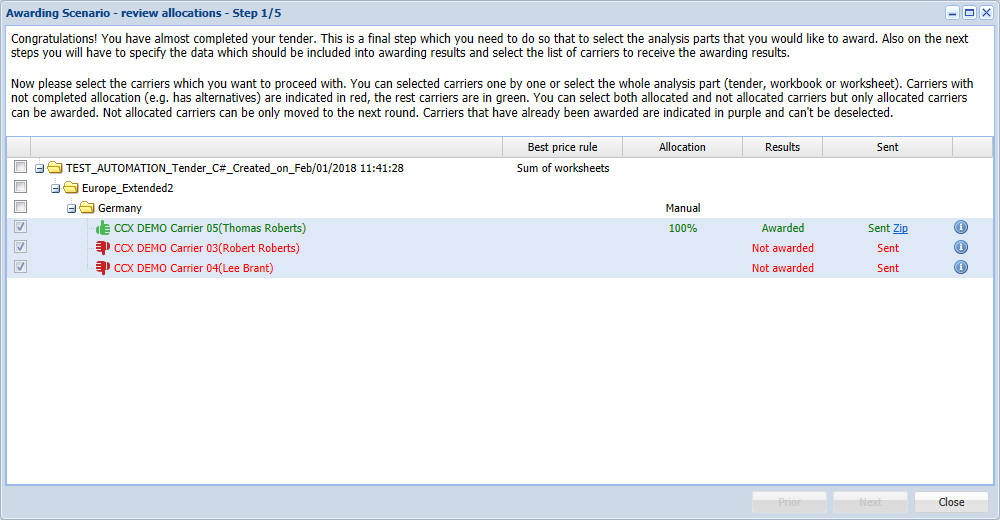 Awarding Scenario - review allocations - Step 1/5
Congratulations! You have almost completed your tender. This is a final step which you need to do so that to select the analysis parts that you would like to award. Also on the next
steps you will have to specify the data which should be included into awarding results and select the list of carriers to receive the awarding results.
Now please select the carriers which you want to proceed with. You can selected carriers one by one or select the whole analysis part (tender, workbook or worksheet). Carriers with
not completed allocation (e.g. has alternatives) are indicated in red, the rest carriers are in green. You can select both allocated and not allocated carriers but only allocated carriers
can be awarded. Not allocated carriers can be only moved to the next round. Carriers that have already been awarded are indicated in purple and can't be deselected.
Best price rule Allocation Results Sent
TEST_AUTOMATION_Tender_C#_Created_on_Feb/01/2018 11:41:28 Sum of worksheets
Europe_Extended2
Germany Manual
CCX DEMO Carrier 05(Thomas Roberts) 100% Awarded Sent Zip
CCX DEMO Carrier 03(Robert Roberts) Not awarded Sent
CCX DEMO Carrier 04(Lee Brant) Not awarded Sent
Prior Next Close